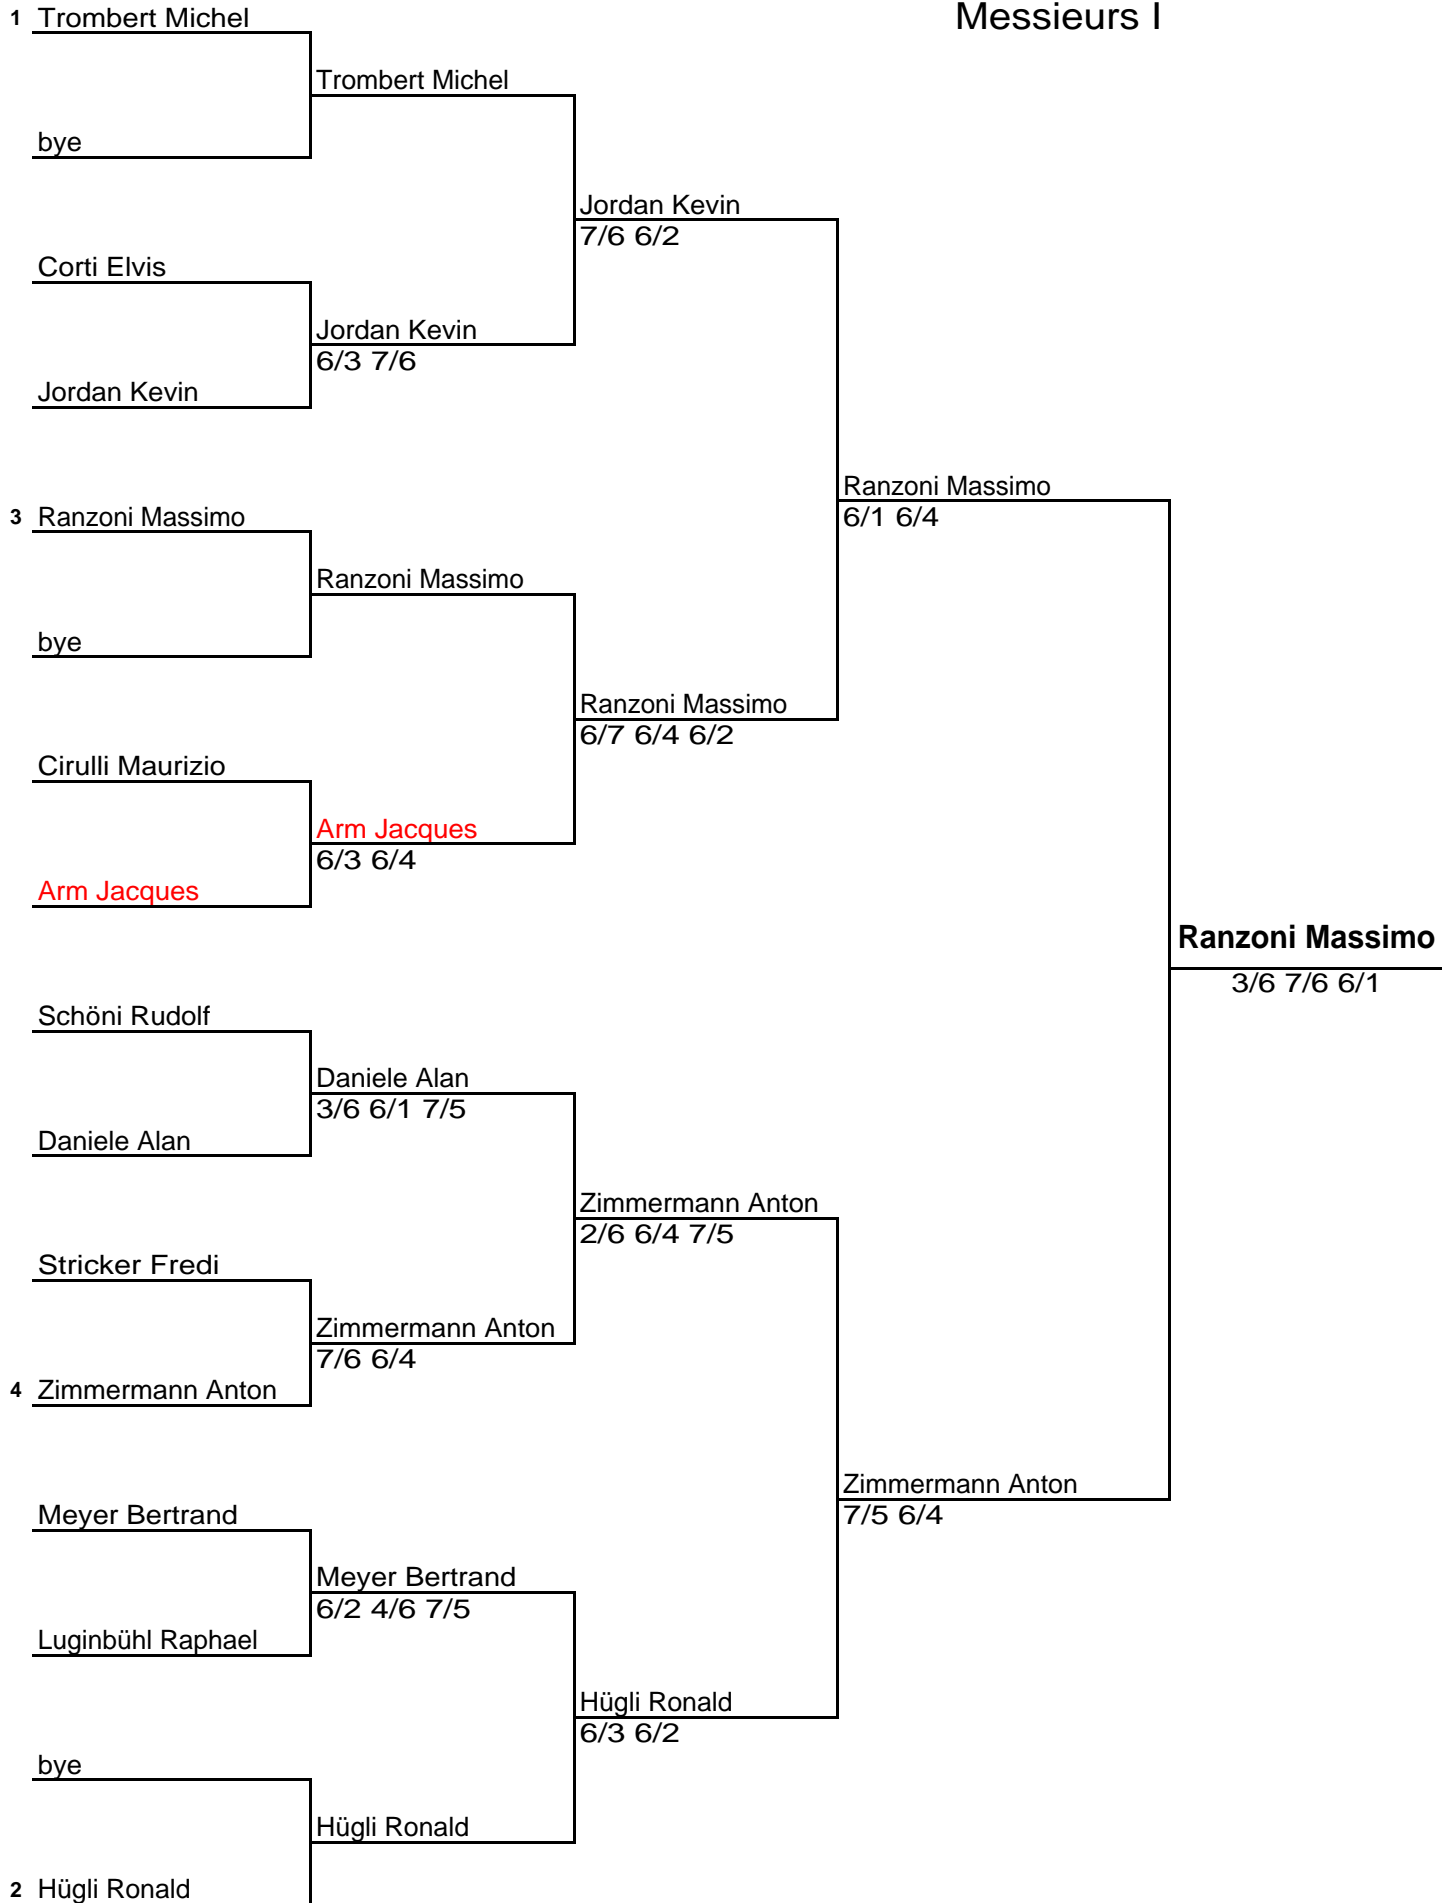 Messieurs I
1 Trombert Michel
Trombert Michel
bye
Jordan Kevin
7/6 6/2
Corti Elvis
Jordan Kevin
6/3 7/6
Jordan Kevin
Ranzoni Massimo
6/1 6/4
3 Ranzoni Massimo
Ranzoni Massimo
bye
Ranzoni Massimo
6/7 6/4 6/2
Cirulli Maurizio
Arm Jacques
6/3 6/4
Arm Jacques
Ranzoni Massimo
3/6 7/6 6/1
Schöni Rudolf
Daniele Alan
3/6 6/1 7/5
Daniele Alan
Zimmermann Anton
2/6 6/4 7/5
Stricker Fredi
Zimmermann Anton
7/6 6/4
4 Zimmermann Anton
Zimmermann Anton
7/5 6/4
Meyer Bertrand
Meyer Bertrand
6/2 4/6 7/5
Luginbühl Raphael
Hügli Ronald
6/3 6/2
bye
Hügli Ronald
2 Hügli Ronald